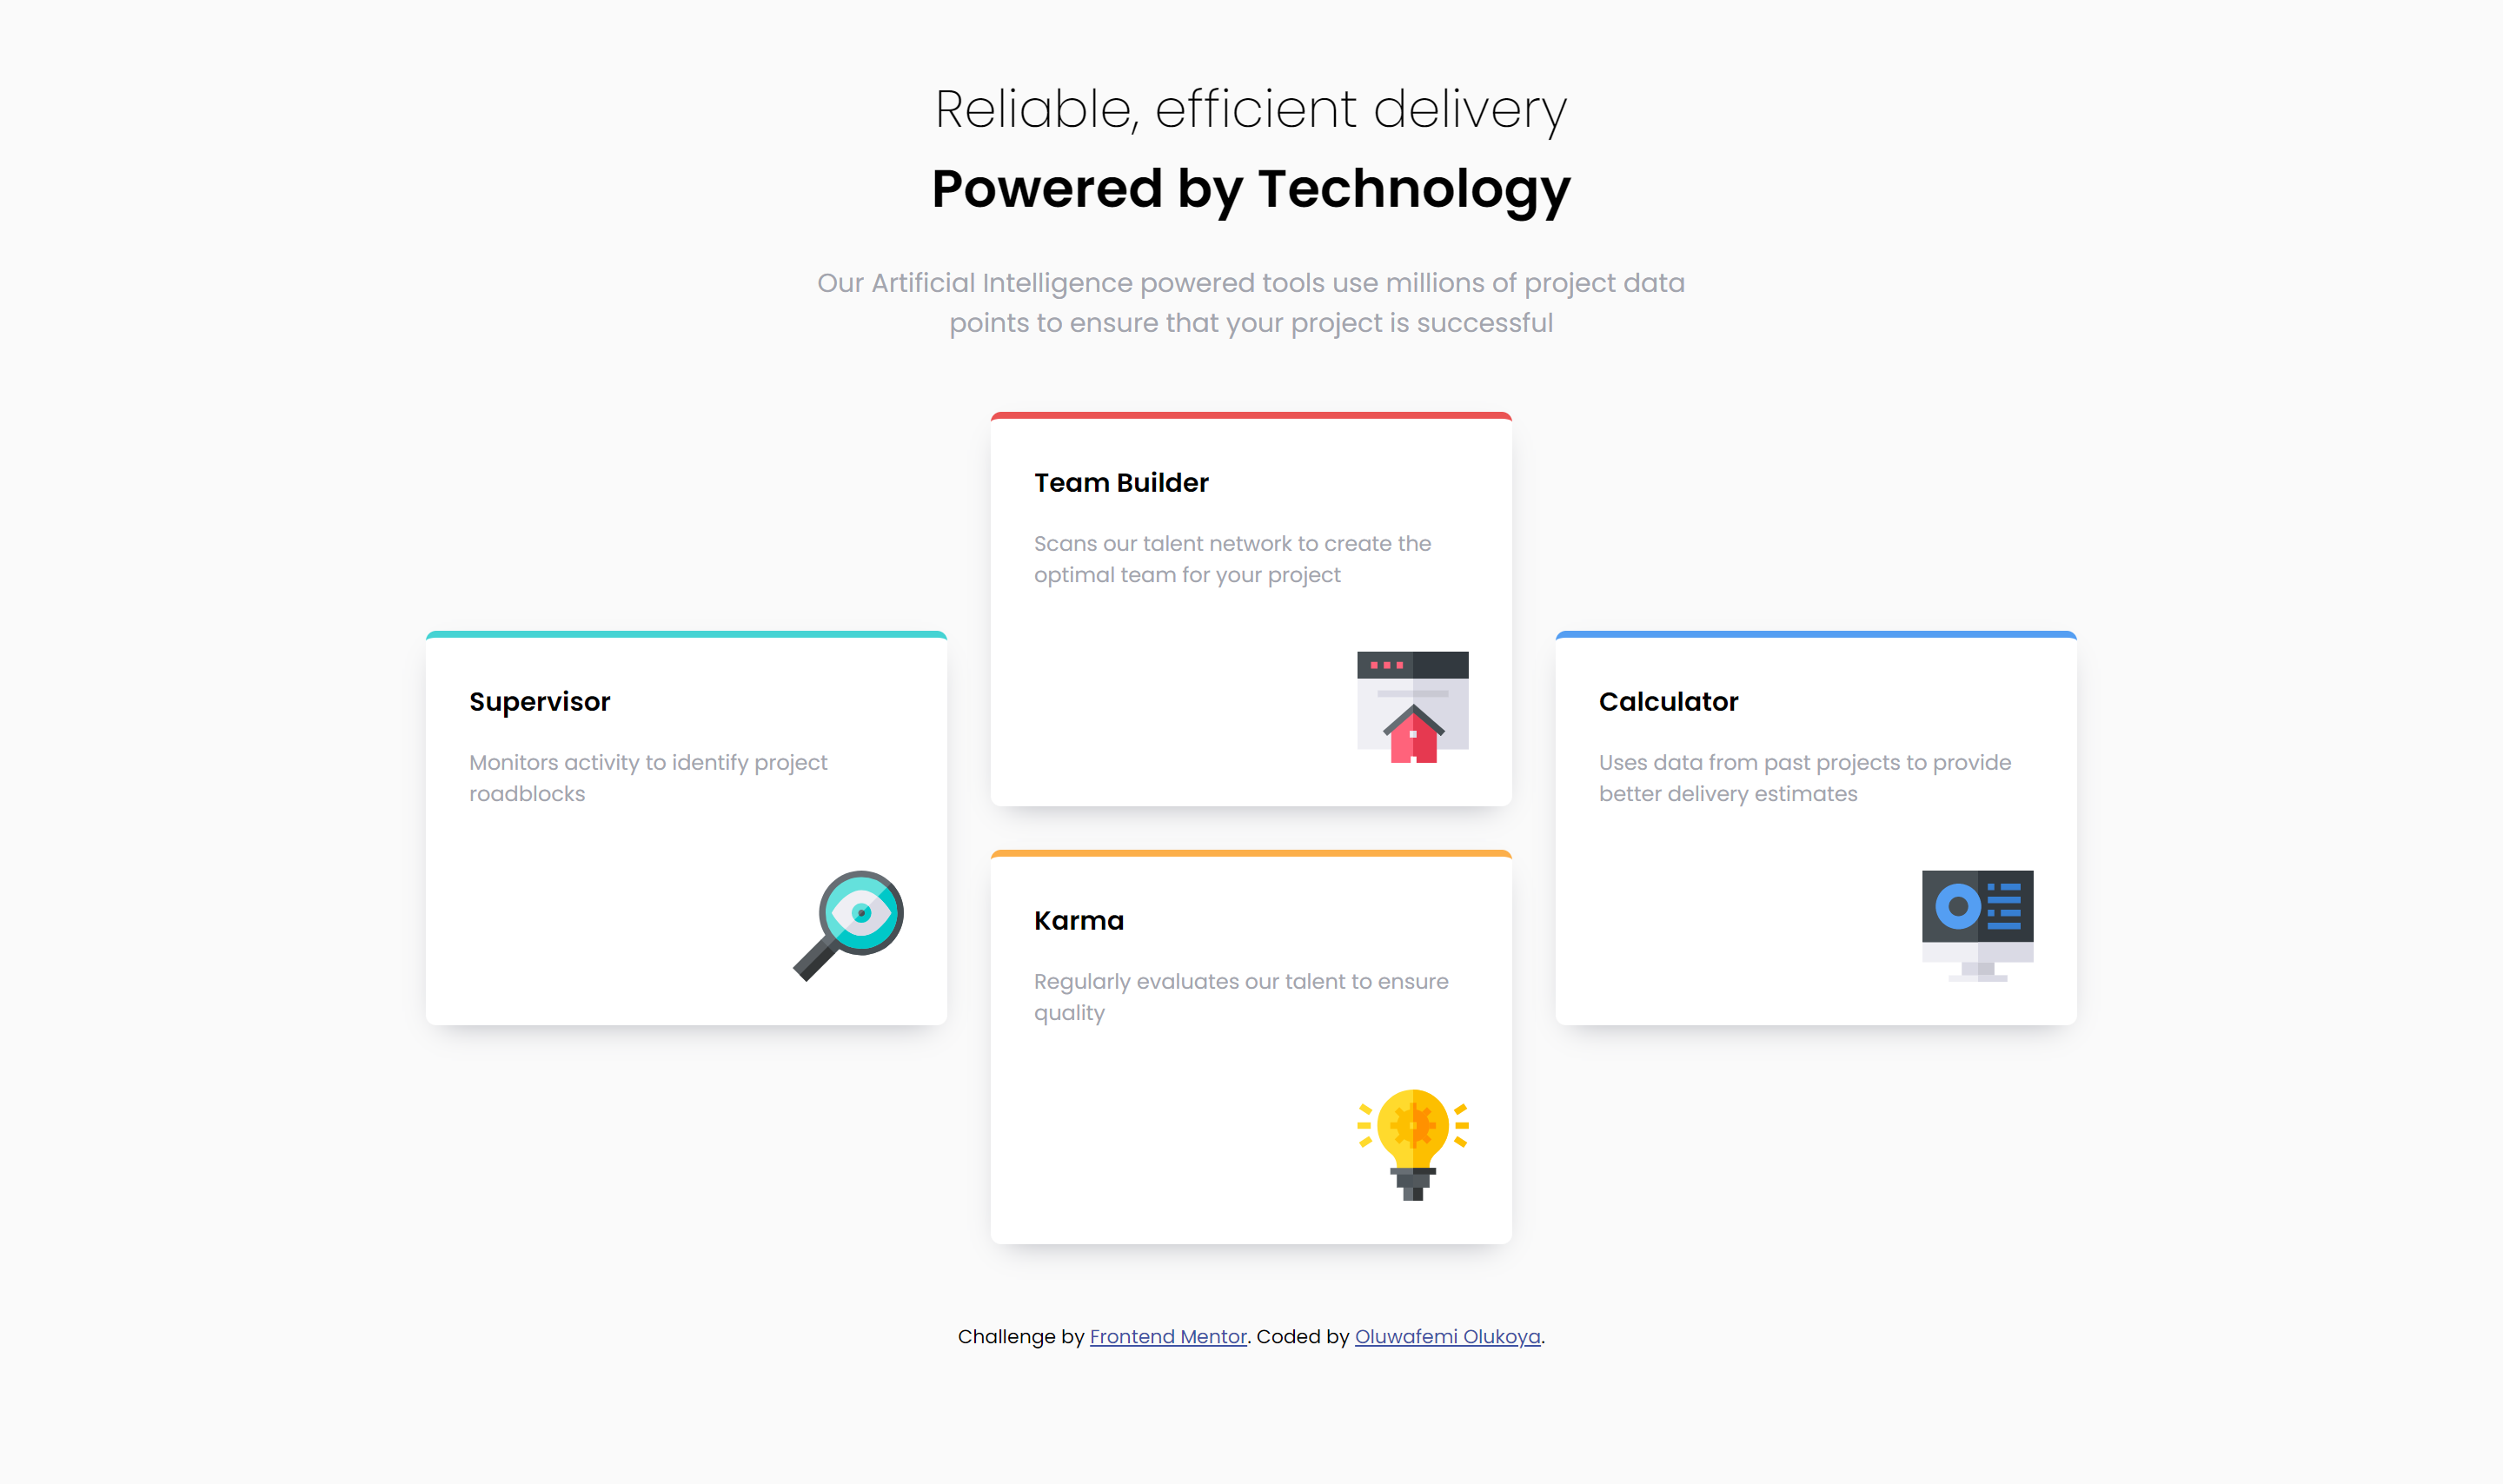 Reliable, efficient delivery
Powered by Technology
Our Artificial Intelligence powered tools use millions of project data
points to ensure that your project is successful
Supervisor
Monitors activity to identify project
roadblocks
Team Builder
Scans our talent network to create the
optimal team for your project
Karma
Regularly evaluates our talent to ensure
quality
Calculator
Uses data from past projects to provide
better delivery estimates
Challenge by Frontend Mentor. Coded by Oluwafemi Olukoya.